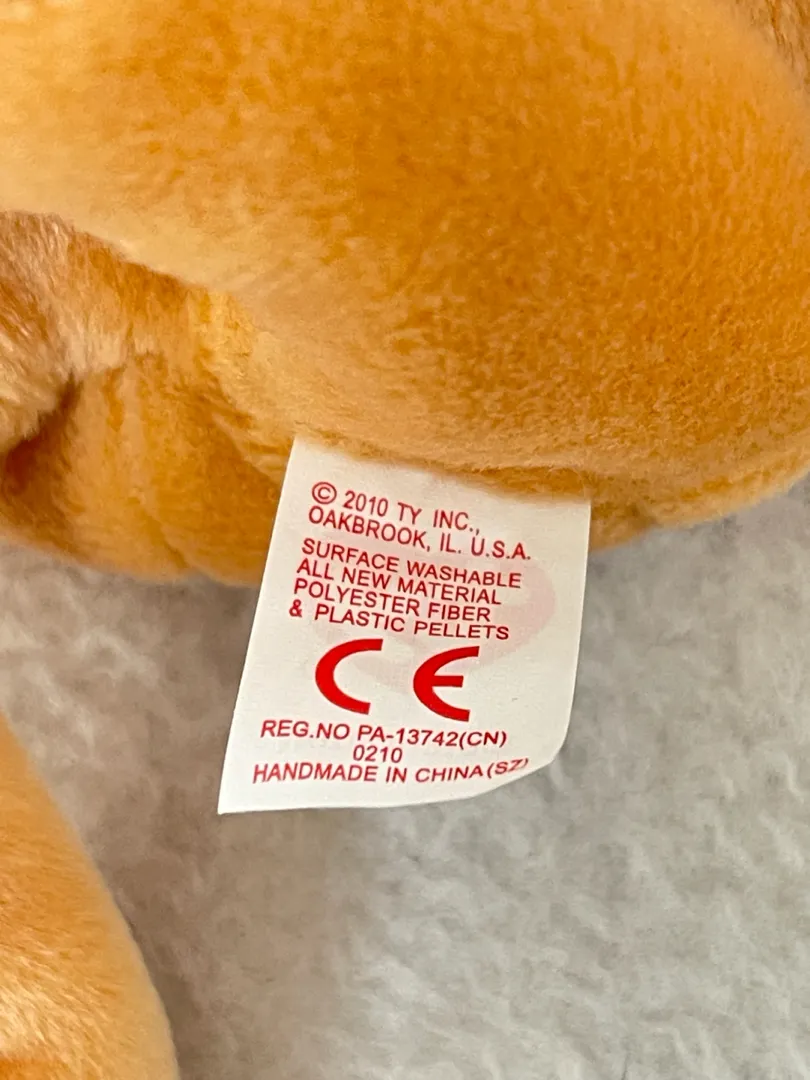 © 2010 TY INC.,
OAKBROOK, IL. U.S.A.
SURFACE WASHABLE
ALL NEW MATERIAL
POLYESTER FIBER
& PLASTIC PELLETS
CE
REG.NO PA-13742(CN)
0210
HANDMADE IN CHINA(SZ)